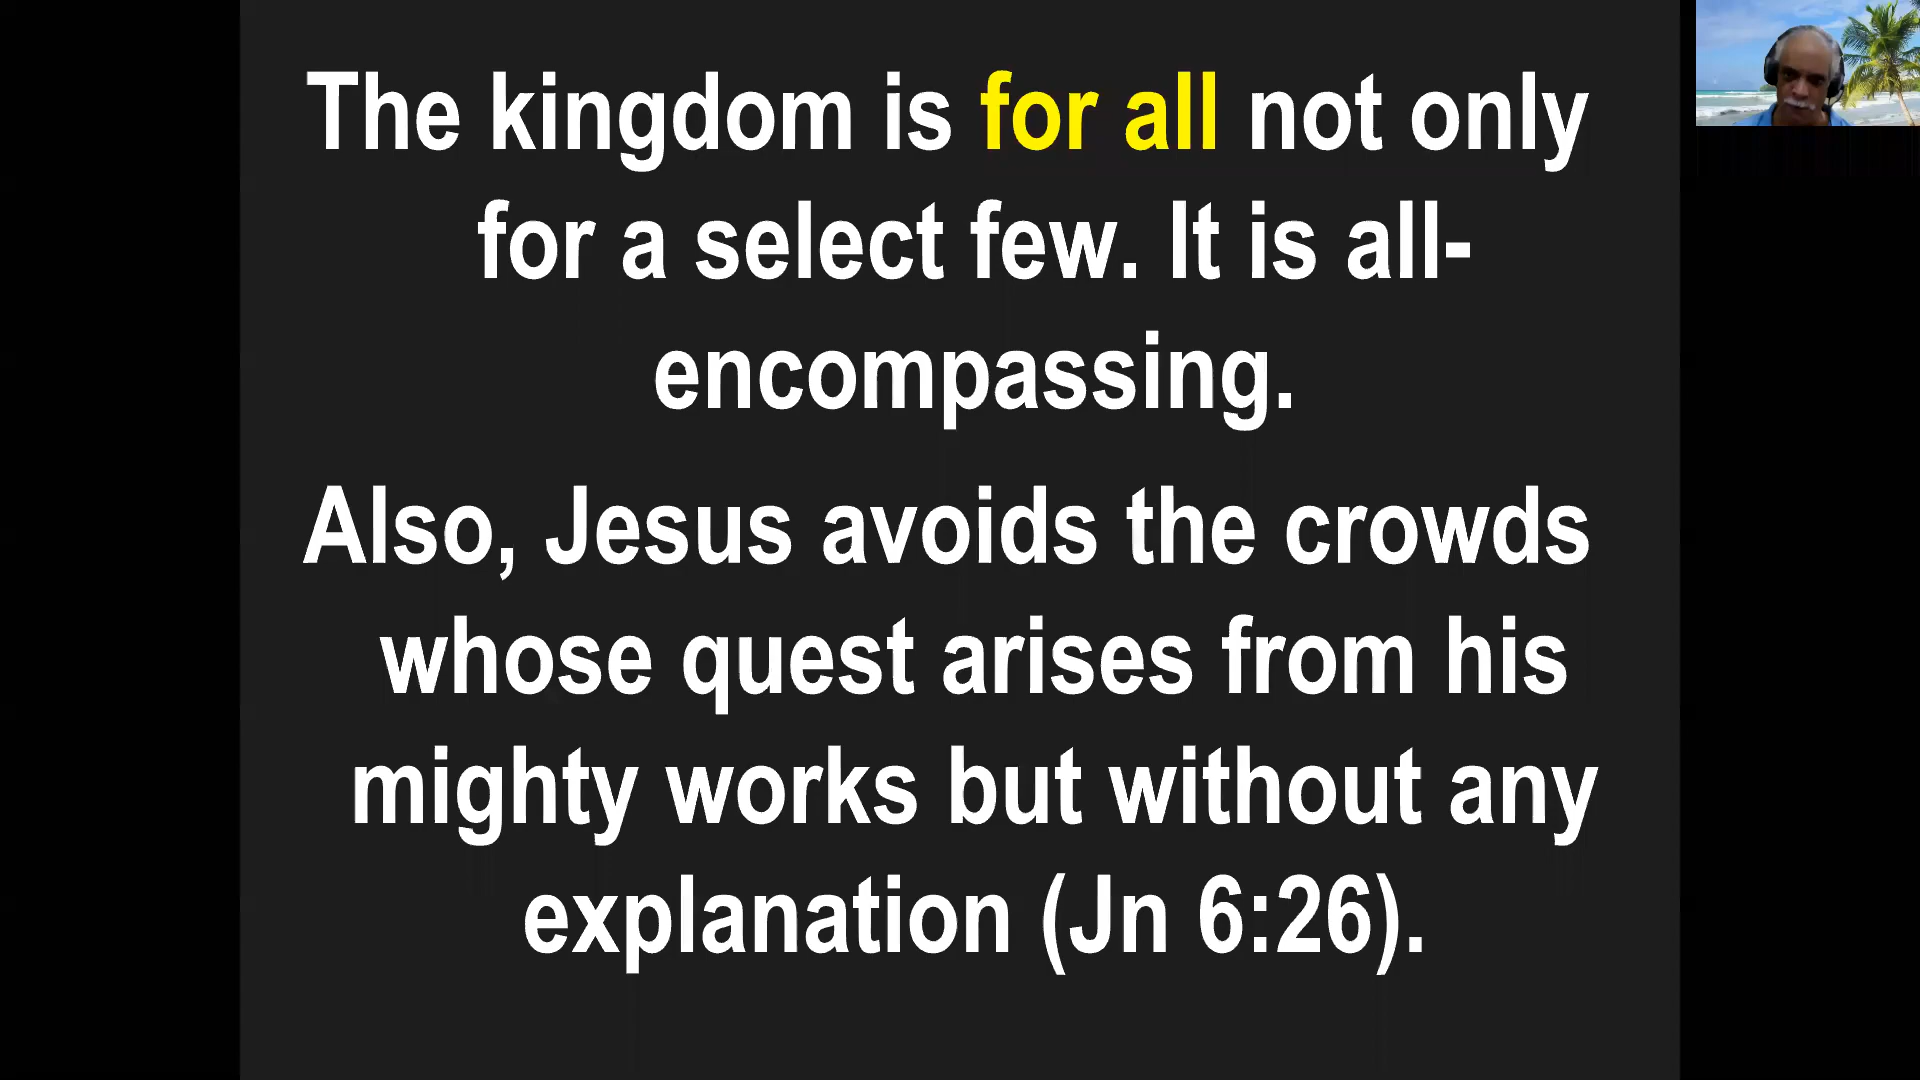 The kingdom is for all not only
for a select few. It is all-
encompassing.
Also, Jesus avoids the crowds
whose quest arises from his
mighty works but without any
explanation (Jn 6:26).